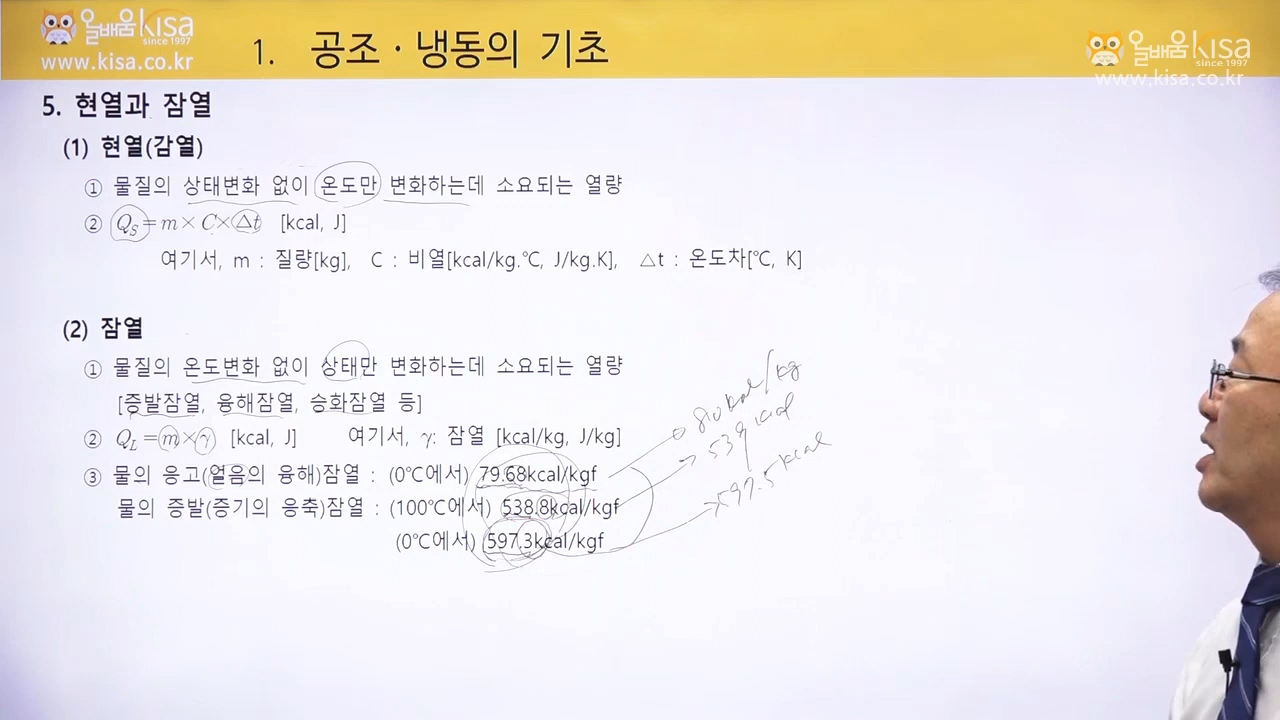 올배움kisa
since 1997
www.kisa.co.kr
1. 공조 · 냉동의 기초
올배움kisa
since 1997
www.kisa.co.kr
5. 현열과 잠열
(1) 현열(감열)
① 물질의 상태변화 없이 온도만 변화하는데 소요되는 열량
② Q_S = m × C × Δt [kcal, J]
여기서, m : 질량[kg], C : 비열[kcal/kg.℃, J/kg.K], △t : 온도차[℃, K]
(2) 잠열
① 물질의 온도변화 없이 상태만 변화하는데 소요되는 열량
[증발잠열, 융해잠열, 승화잠열 등]
② Q_L = m × γ [kcal, J] 여기서, γ: 잠열 [kcal/kg, J/kg]
③ 물의 응고(얼음의 융해)잠열 : (0℃에서) 79.68kcal/kgf
80 kcal/kg
물의 증발(증기의 응축)잠열 : (100℃에서) 538.8kcal/kgf
539 kcal
(0℃에서) 597.3kcal/kgf
597.5 kcal